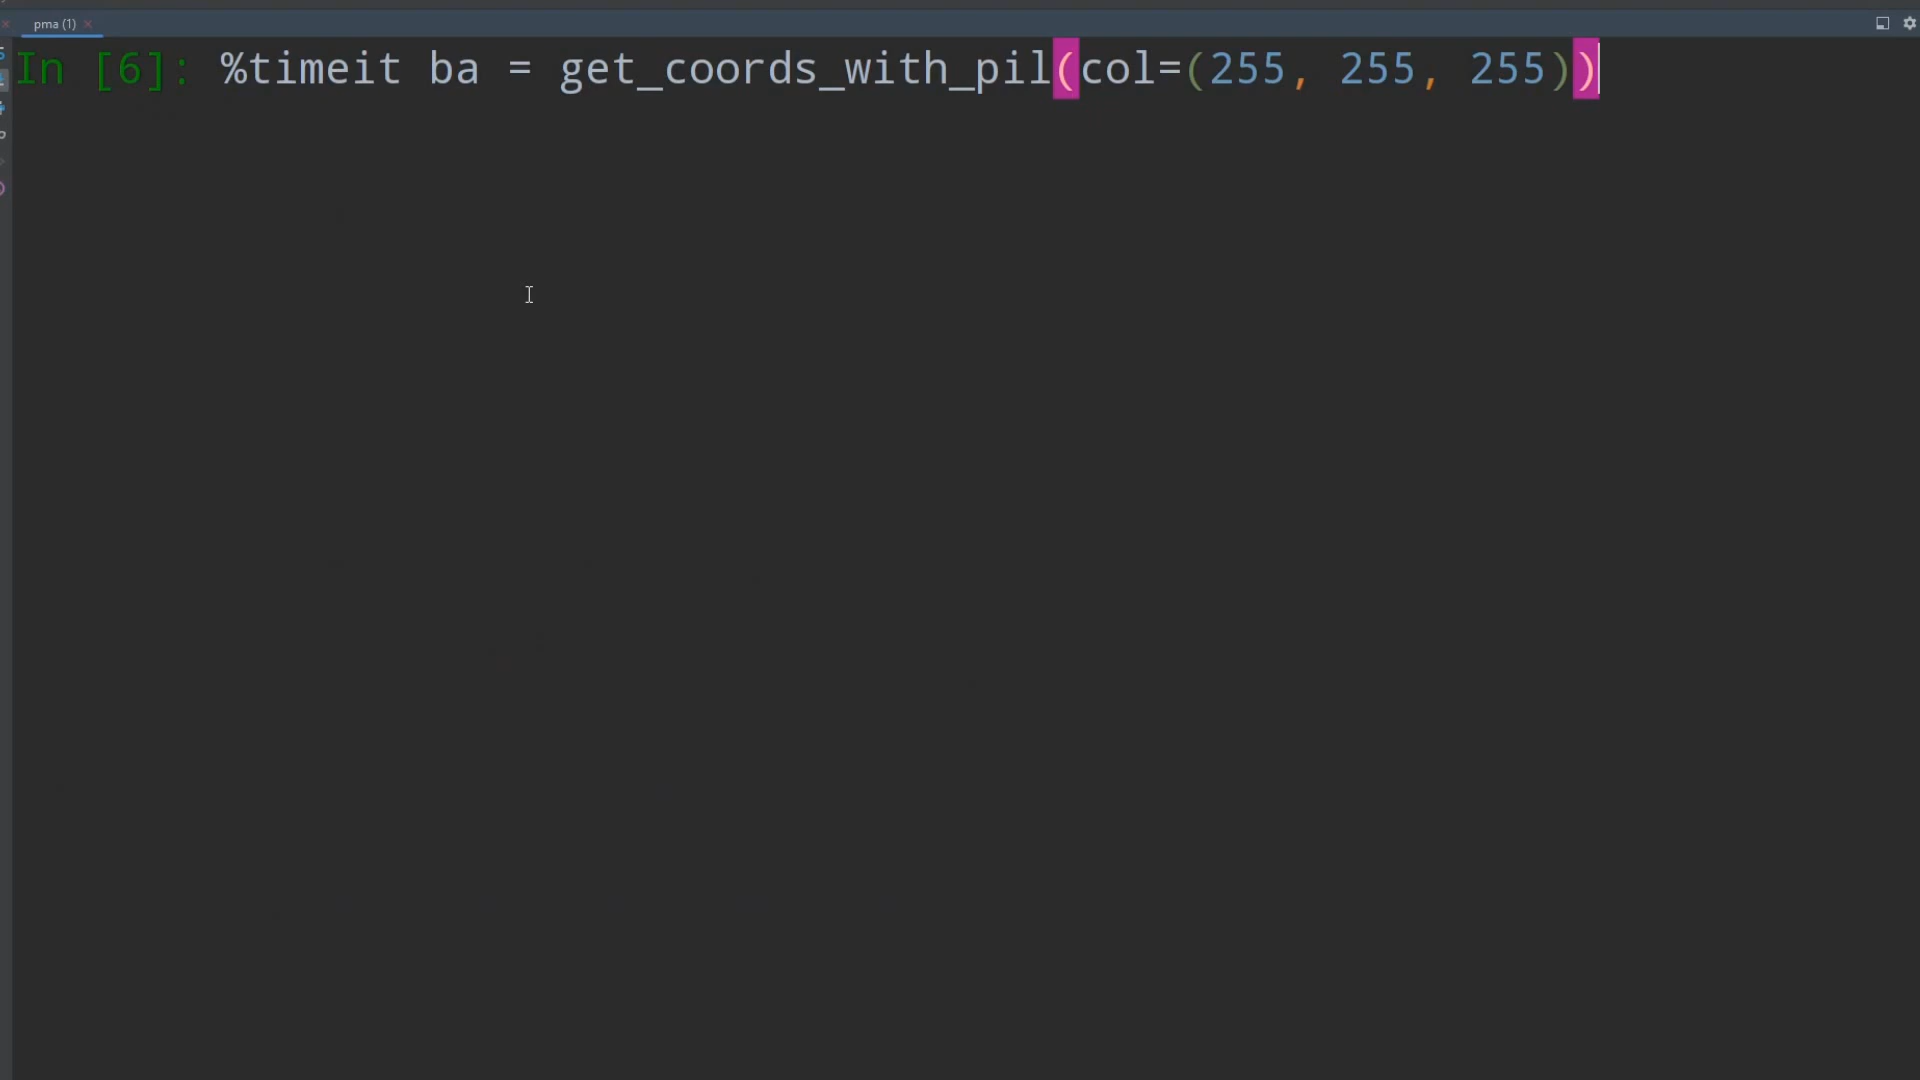 pma (1)
In [6]: %timeit ba = get_coords_with_pil(col=(255, 255, 255))